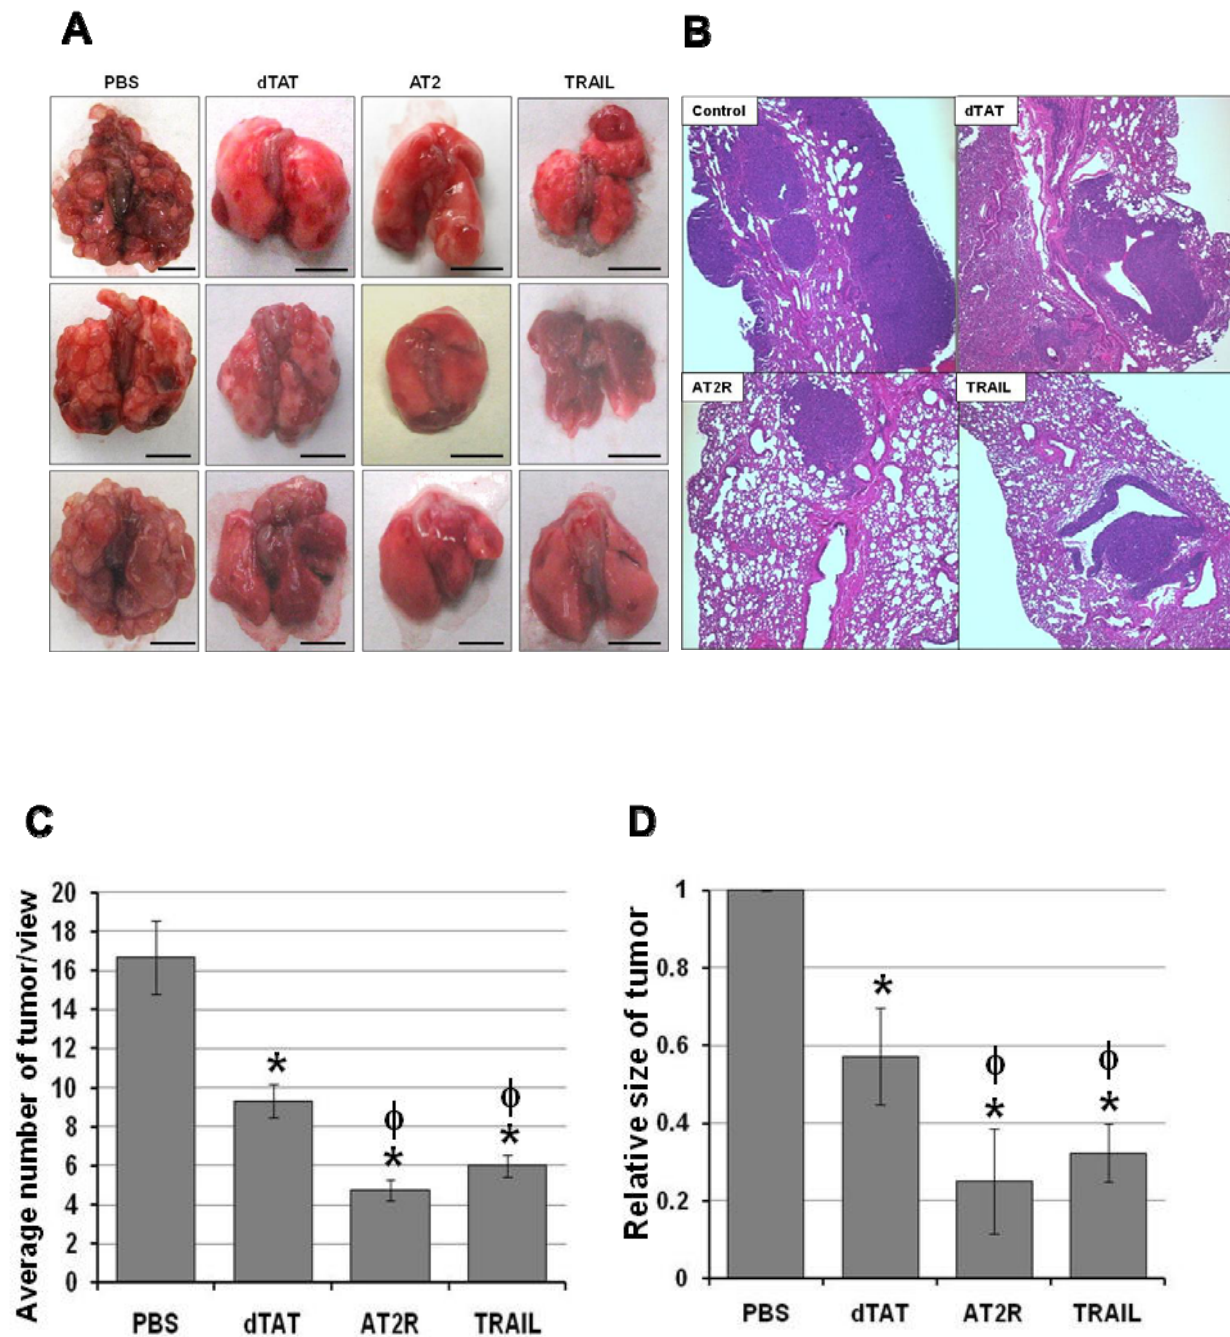 A
B
PBS dTAT AT2 TRAIL
Control
dTAT
AT2R
TRAIL
C
D
Average number of tumor/view
20
18
16
14
12
10
8
6
4
2
0
*
ϕ
*
ϕ
*
PBS dTAT AT2R TRAIL
Relative size of tumor
1
0.8
0.6
0.4
0.2
0
*
ϕ
*
ϕ
*
PBS dTAT AT2R TRAIL